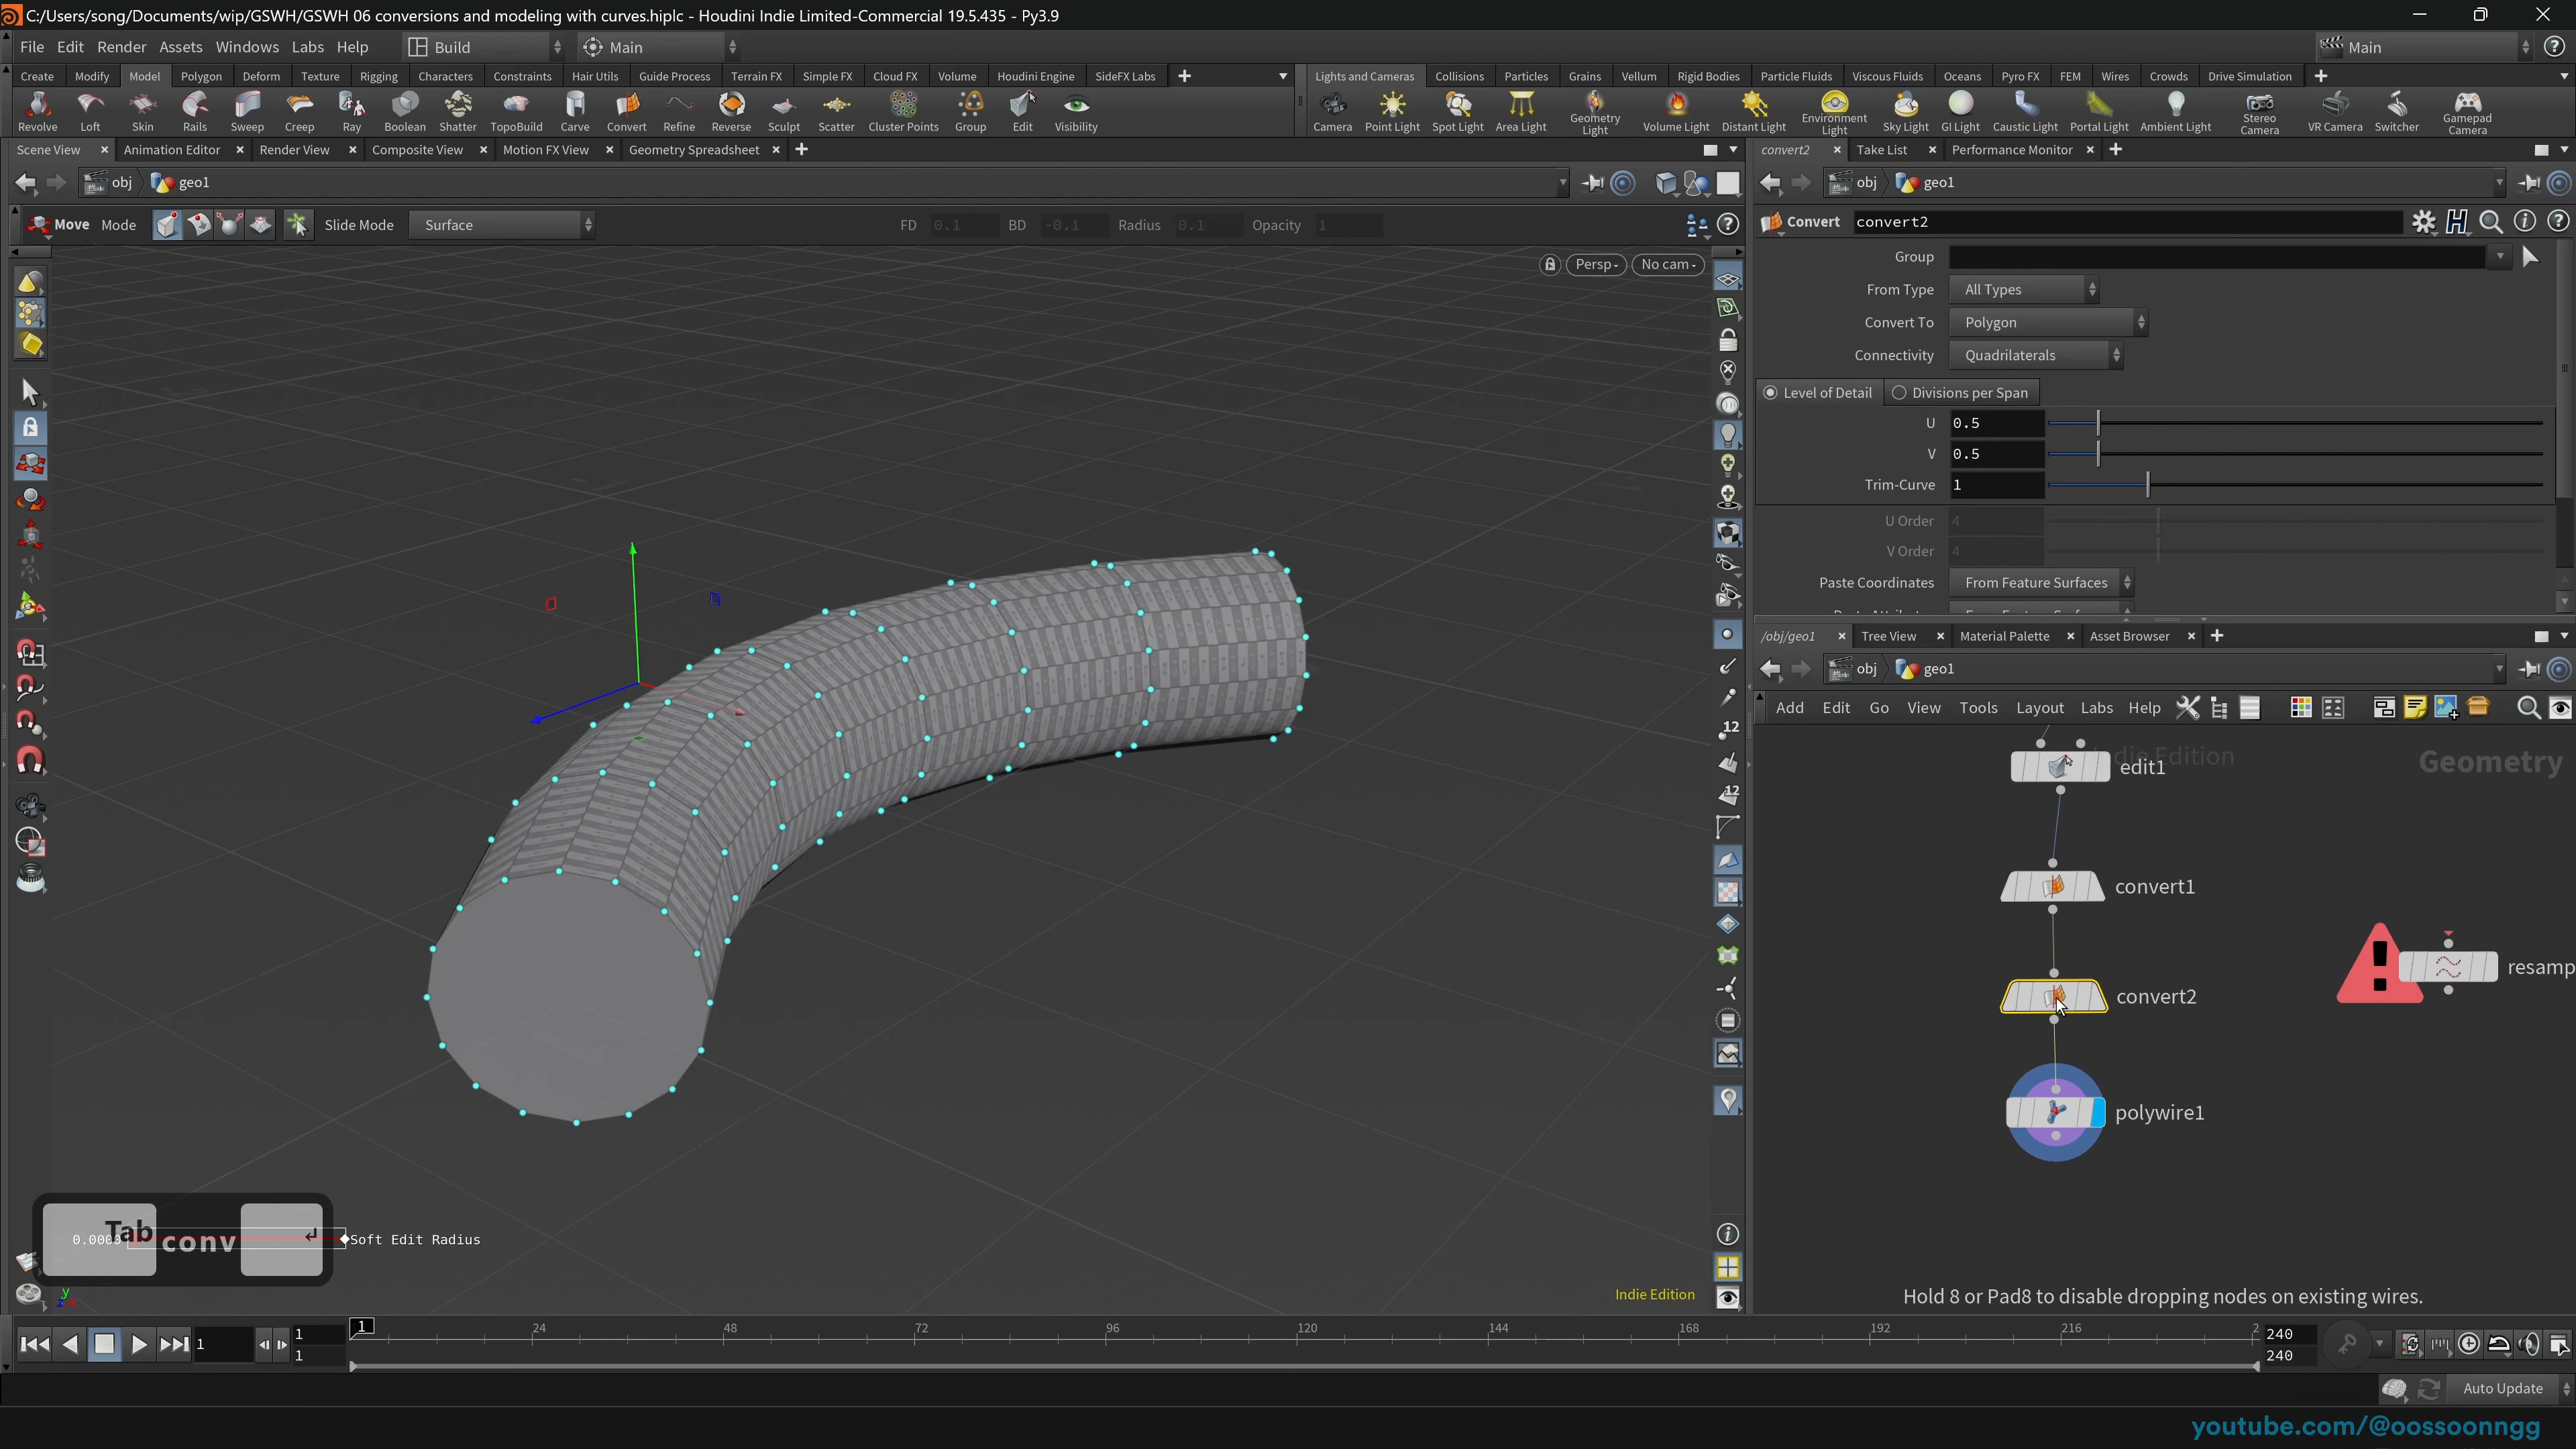 C:/Users/song/Documents/wip/GSWH/GSWH 06 conversions and modeling with curves.hiplc - Houdini Indie Limited-Commercial 19.5.435 - Py3.9
File Edit Render Assets Windows Labs Help Build Main Main
Create Modify Model Polygon Deform Texture Rigging Characters Constraints Hair Utils Guide Process Terrain FX Simple FX Cloud FX Volume Houdini Engine SideFX Labs
Lights and Cameras Collisions Particles Grains Vellum Rigid Bodies Particle Fluids Viscous Fluids Oceans Pyro FX FEM Wires Crowds Drive Simulation
Revolve Loft Skin Rails Sweep Creep Ray Boolean Shatter TopoBuild Carve Convert Refine Reverse Sculpt Scatter Cluster Points Group Edit Visibility
Camera Point Light Spot Light Area Light Geometry Light Volume Light Distant Light Environment Light Sky Light GI Light Caustic Light Portal Light Ambient Light Stereo Camera VR Camera Switcher Gamepad Camera
Scene View Animation Editor Render View Composite View Motion FX View Geometry Spreadsheet
convert2 Take List Performance Monitor
obj geo1
obj geo1
Move Mode Slide Mode Surface FD 0.1 BD -0.1 Radius 0.1 Opacity 1
Convert convert2
Persp No cam
Group
From Type All Types
Convert To Polygon
Connectivity Quadrilaterals
Level of Detail Divisions per Span
U 0.5
V 0.5
Trim-Curve 1
U Order 4
V Order 4
Paste Coordinates From Feature Surfaces
/obj/geo1 Tree View Material Palette Asset Browser
obj geo1
Add Edit Go View Tools Layout Labs Help
12
12
Indie Edition
Geometry
edit1
convert1
convert2
resamp
polywire1
Tab conv
0.0000
Soft Edit Radius
y
Indie Edition
Hold 8 or Pad8 to disable dropping nodes on existing wires.
1 1 1
1 24 48 72 96 120 144 168 192 216 2
240
240
Auto Update
youtube.com/@oossoonngg